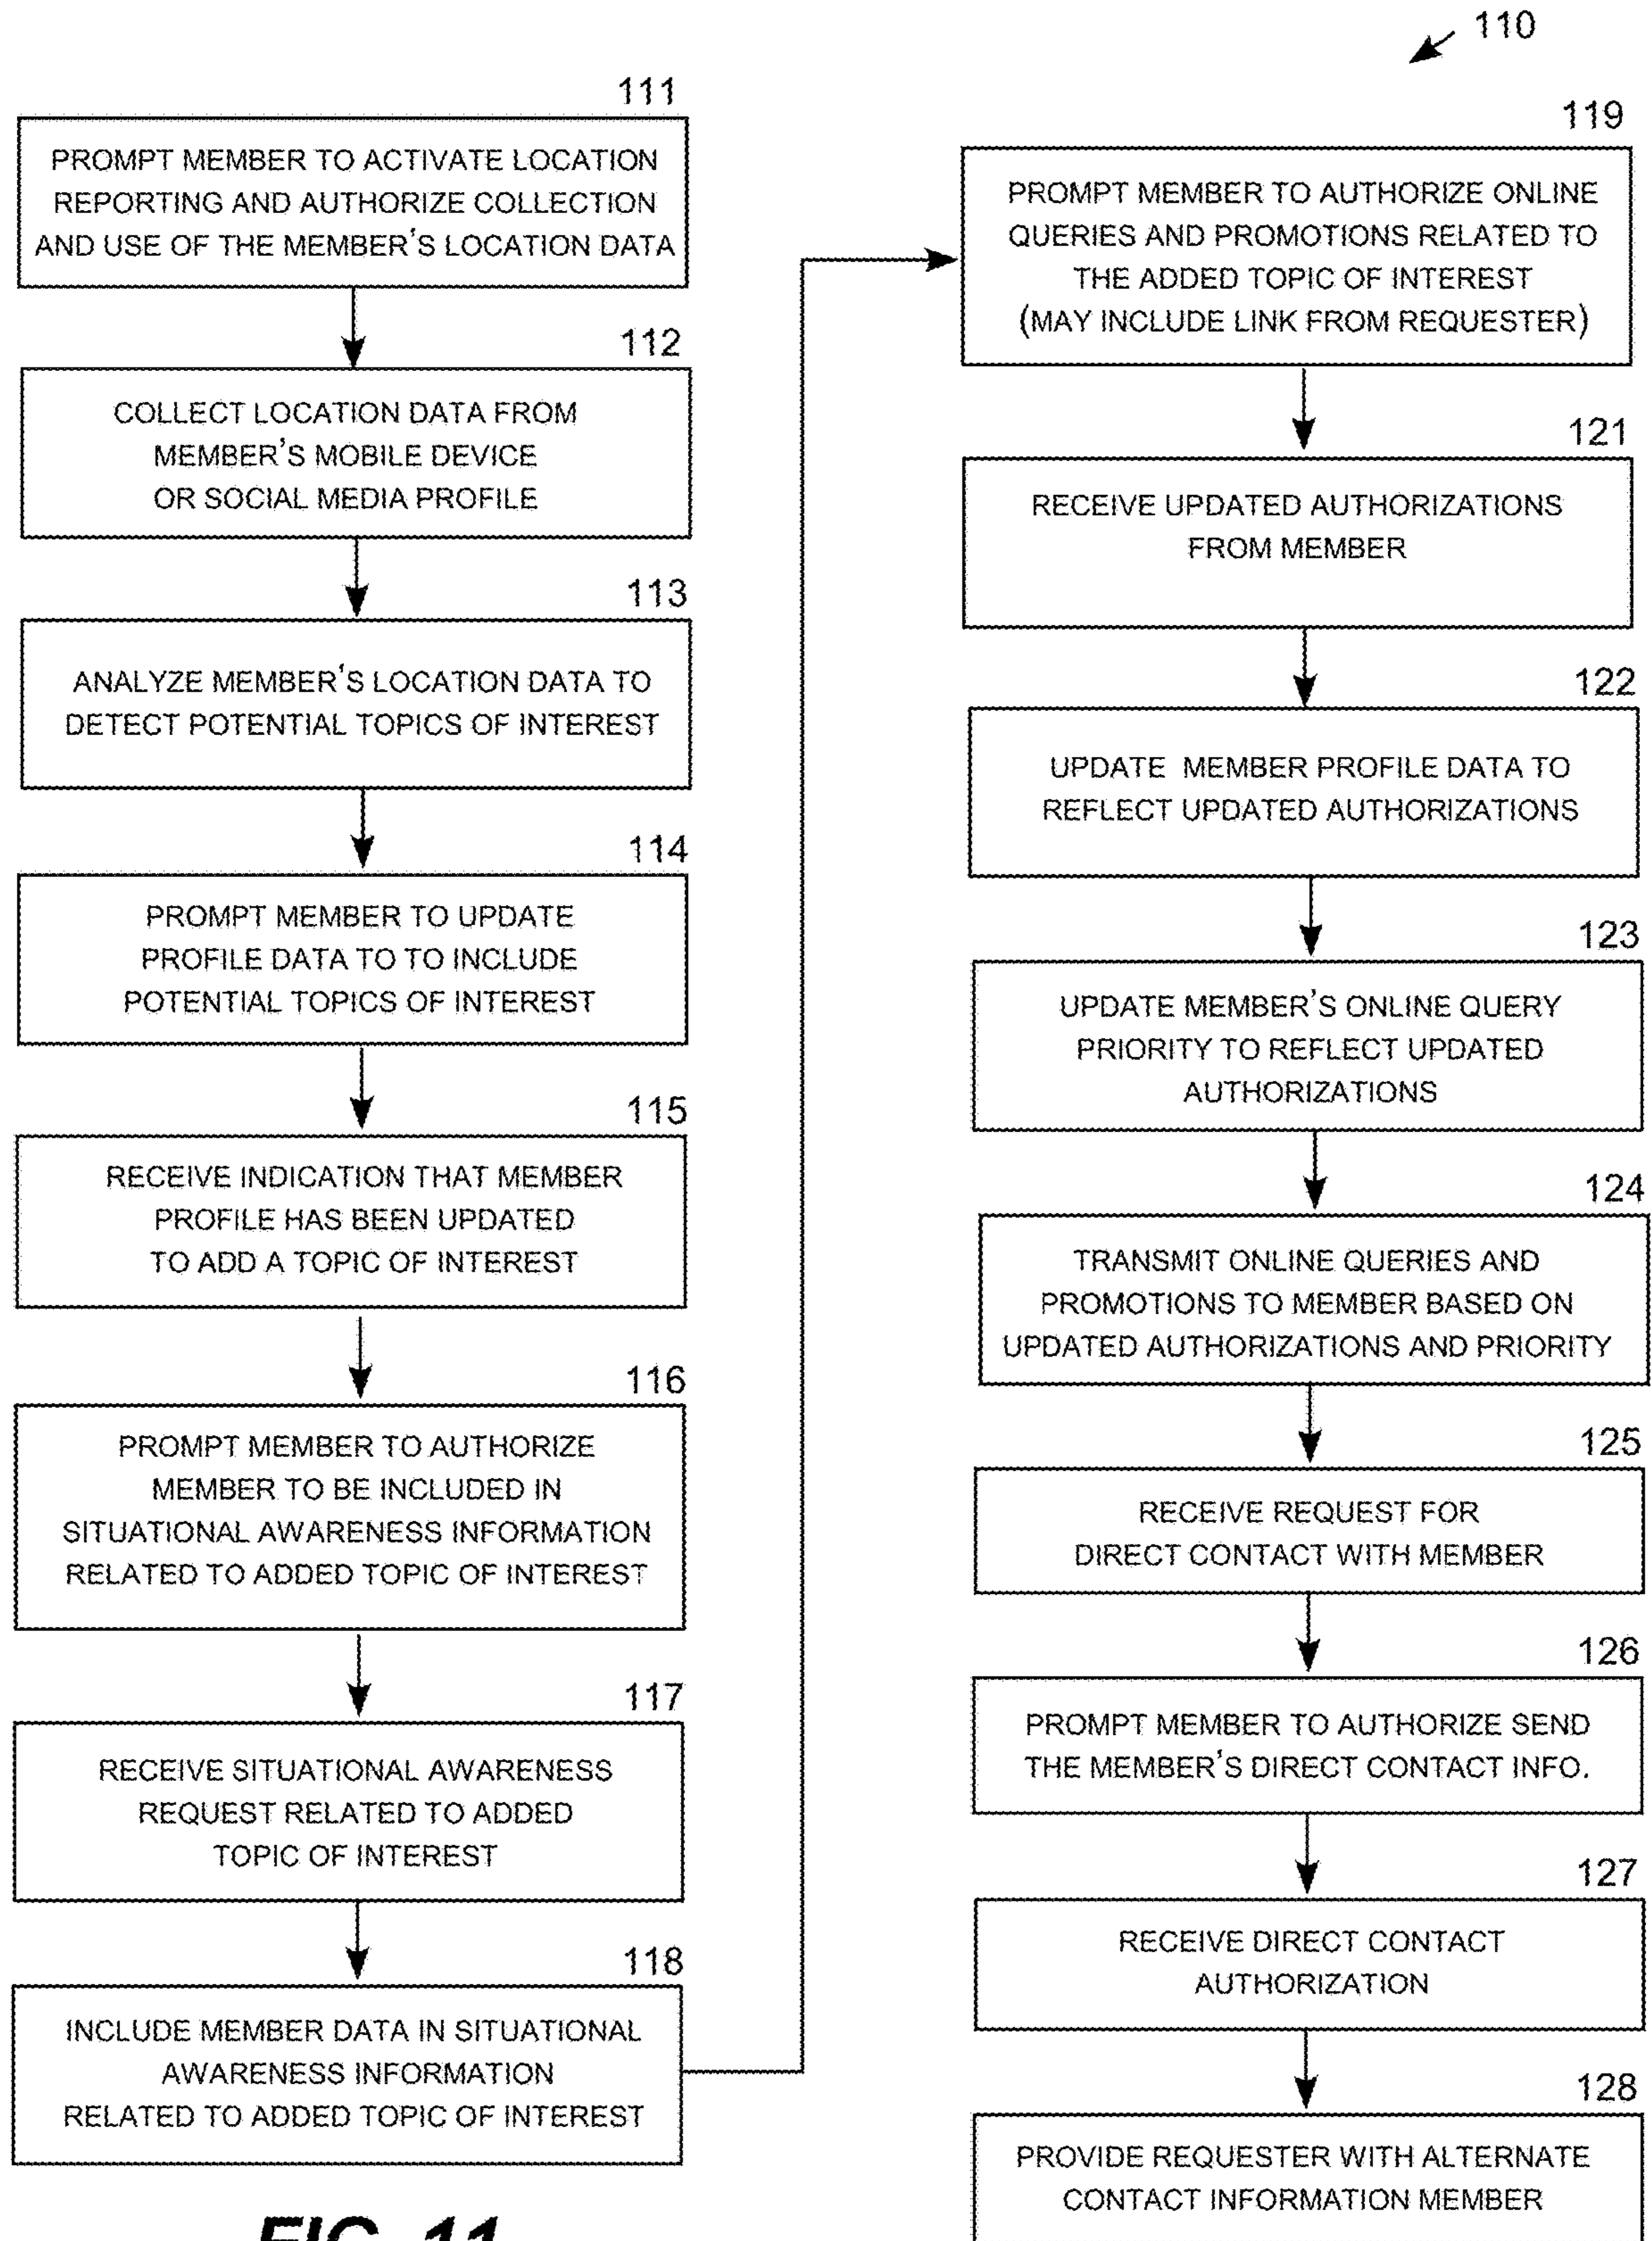 110
111
PROMPT MEMBER TO ACTIVATE LOCATION
REPORTING AND AUTHORIZE COLLECTION
AND USE OF THE MEMBER'S LOCATION DATA
112
COLLECT LOCATION DATA FROM
MEMBER'S MOBILE DEVICE
OR SOCIAL MEDIA PROFILE
113
ANALYZE MEMBER'S LOCATION DATA TO
DETECT POTENTIAL TOPICS OF INTEREST
114
PROMPT MEMBER TO UPDATE
PROFILE DATA TO TO INCLUDE
POTENTIAL TOPICS OF INTEREST
115
RECEIVE INDICATION THAT MEMBER
PROFILE HAS BEEN UPDATED
TO ADD A TOPIC OF INTEREST
116
PROMPT MEMBER TO AUTHORIZE
MEMBER TO BE INCLUDED IN
SITUATIONAL AWARENESS INFORMATION
RELATED TO ADDED TOPIC OF INTEREST
117
RECEIVE SITUATIONAL AWARENESS
REQUEST RELATED TO ADDED
TOPIC OF INTEREST
118
INCLUDE MEMBER DATA IN SITUATIONAL
AWARENESS INFORMATION
RELATED TO ADDED TOPIC OF INTEREST
119
PROMPT MEMBER TO AUTHORIZE ONLINE
QUERIES AND PROMOTIONS RELATED TO
THE ADDED TOPIC OF INTEREST
(MAY INCLUDE LINK FROM REQUESTER)
121
RECEIVE UPDATED AUTHORIZATIONS
FROM MEMBER
122
UPDATE MEMBER PROFILE DATA TO
REFLECT UPDATED AUTHORIZATIONS
123
UPDATE MEMBER'S ONLINE QUERY
PRIORITY TO REFLECT UPDATED
AUTHORIZATIONS
124
TRANSMIT ONLINE QUERIES AND
PROMOTIONS TO MEMBER BASED ON
UPDATED AUTHORIZATIONS AND PRIORITY
125
RECEIVE REQUEST FOR
DIRECT CONTACT WITH MEMBER
126
PROMPT MEMBER TO AUTHORIZE SEND
THE MEMBER'S DIRECT CONTACT INFO.
127
RECEIVE DIRECT CONTACT
AUTHORIZATION
128
PROVIDE REQUESTER WITH ALTERNATE
CONTACT INFORMATION MEMBER
FIG. 11